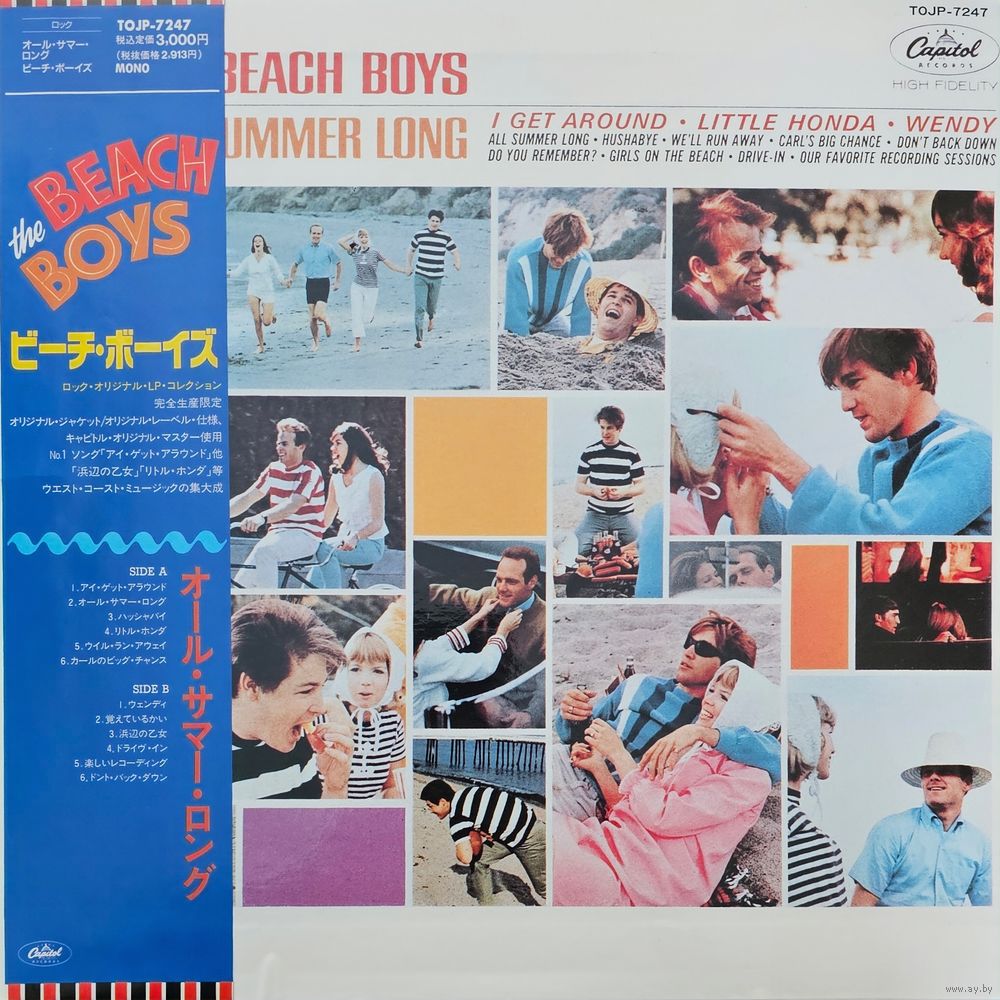 ロック
TOJP-7247
オール・サマー・
ロング
ビーチ・ボーイズ
税込定価3,000円
(税抜価格2,913円)
MONO
the BEACH
BOYS
ビーチ・ボーイズ
ロック・オリジナル・LP・コレクション
完全生産限定
オリジナル・ジャケット/オリジナル・レーベル・仕様、
キャピトル・オリジナル・マスター使用
No.1 ソング「アイ・ゲット・アラウンド」他
「浜辺の乙女」「リトル・ホンダ」等
ウエスト・コースト・ミュージックの集大成
SIDE A
1. アイ・ゲット・アラウンド
2. オール・サマー・ロング
3. ハッシャバイ
4. リトル・ホンダ
5. ウイル・ラン・アウェイ
6. カールのビッグ・チャンス
SIDE B
1. ウェンディ
2. 覚えているかい
3. 浜辺の乙女
4. ドライヴ・イン
5. 楽しいレコーディング
6. ドント・バック・ダウン
オール・サマー・ロング
Capitol
RECORDS
BEACH BOYS
UMMER LONG
I GET AROUND • LITTLE HONDA • WENDY
ALL SUMMER LONG • HUSHABYE • WE'LL RUN AWAY • CARL'S BIG CHANCE • DON'T BACK DOWN
DO YOU REMEMBER? • GIRLS ON THE BEACH • DRIVE-IN • OUR FAVORITE RECORDING SESSIONS
TOJP-7247
Capitol
RECORDS
HIGH FIDELITY
www.ay.by